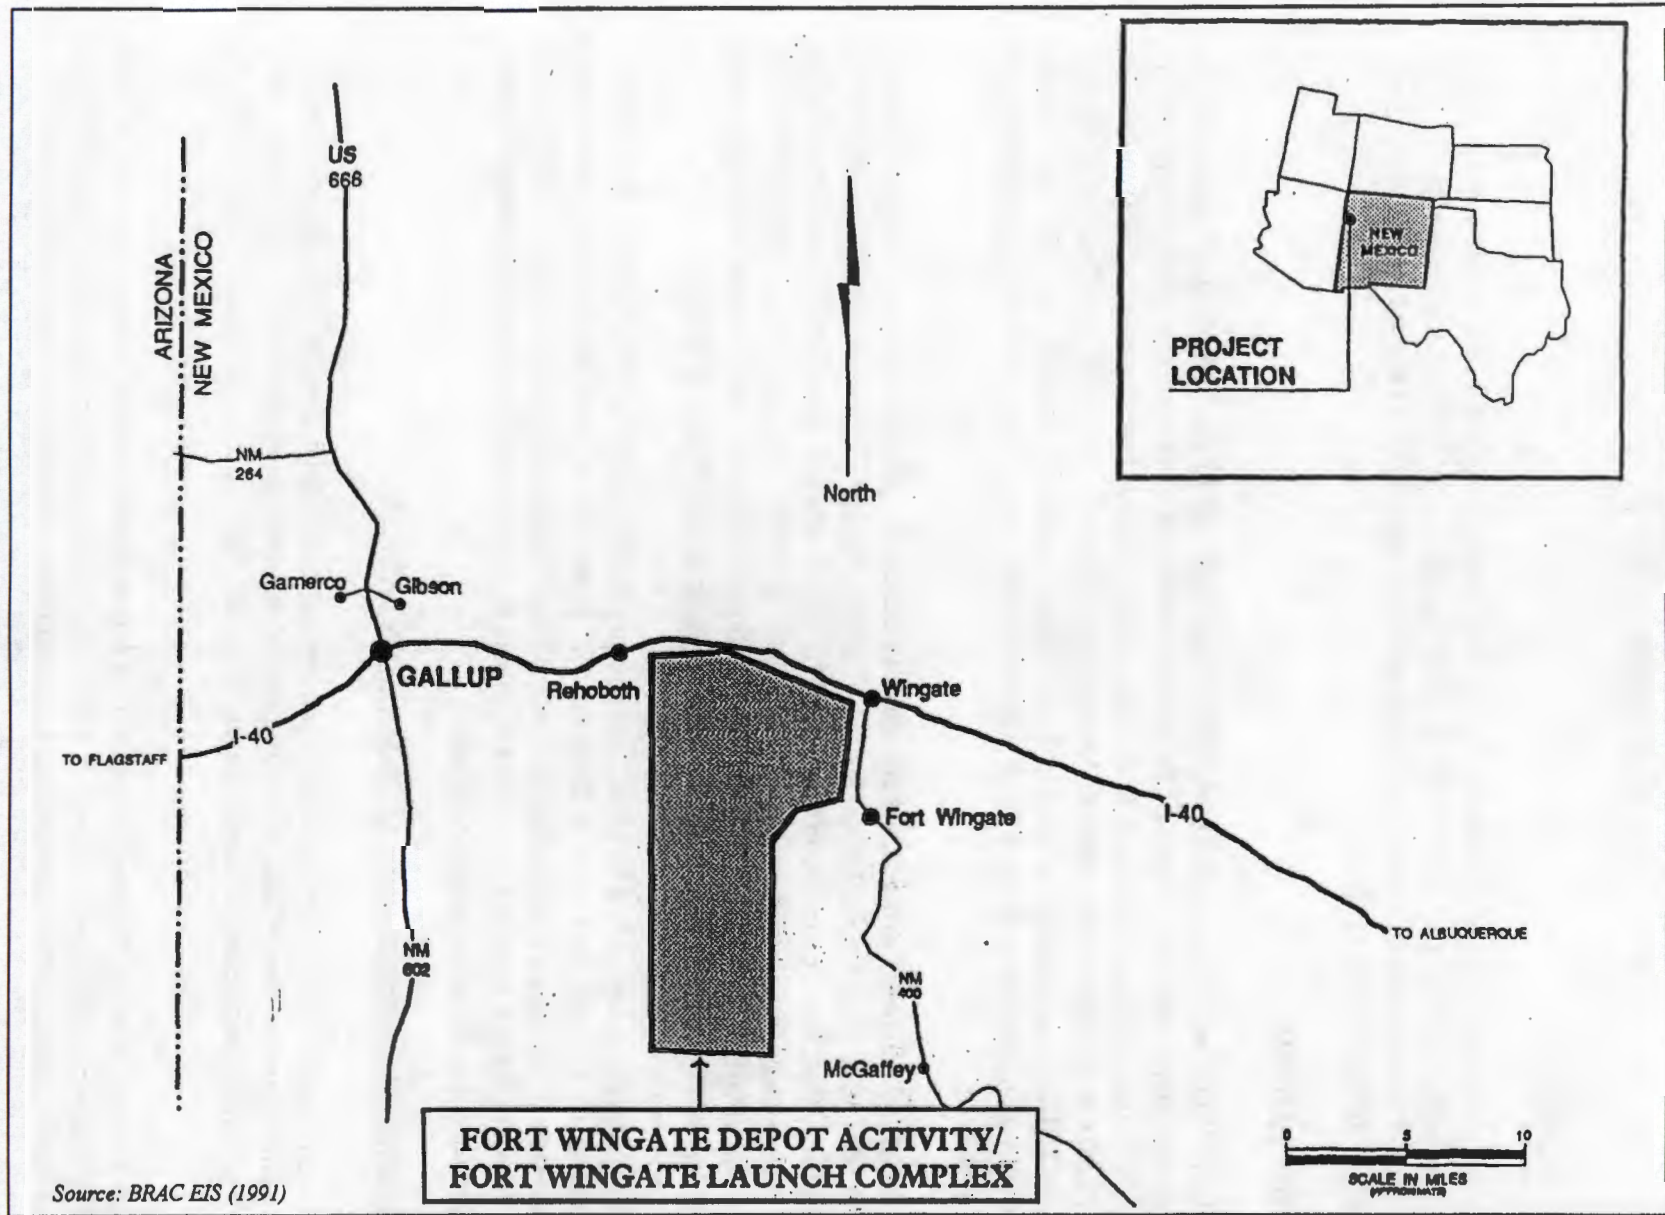 US
666
ARIZONA
NEW MEXICO
NM
264
North
NEW
MEXICO
PROJECT
LOCATION
Gamerco
Gibson
GALLUP
Rehoboth
Wingate
I-40
TO FLAGSTAFF
Fort Wingate
I-40
TO ALBUQUERQUE
NM
602
NM
400
McGaffey
FORT WINGATE DEPOT ACTIVITY/
FORT WINGATE LAUNCH COMPLEX
0 5 10
SCALE IN MILES
(APPROXIMATE)
Source: BRAC EIS (1991)